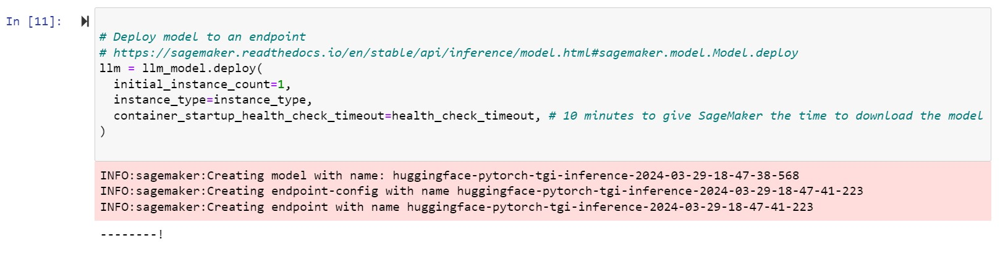 In [11]:
# Deploy model to an endpoint
# https://sagemaker.readthedocs.io/en/stable/api/inference/model.html#sagemaker.model.Model.deploy
llm = llm_model.deploy(
  initial_instance_count=1,
  instance_type=instance_type,
  container_startup_health_check_timeout=health_check_timeout, # 10 minutes to give SageMaker the time to download the model
)
INFO:sagemaker:Creating model with name: huggingface-pytorch-tgi-inference-2024-03-29-18-47-38-568
INFO:sagemaker:Creating endpoint-config with name huggingface-pytorch-tgi-inference-2024-03-29-18-47-41-223
INFO:sagemaker:Creating endpoint with name huggingface-pytorch-tgi-inference-2024-03-29-18-47-41-223
--------!